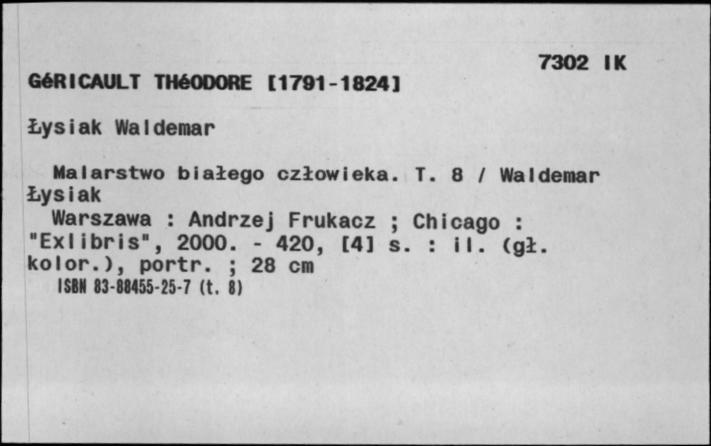 7302 IK
GéRICAULT THéODORE [1791-1824]
Łysiak Waldemar
Malarstwo białego człowieka. T. 8 / Waldemar
Łysiak
Warszawa : Andrzej Frukacz ; Chicago :
"Exlibris", 2000. - 420, [4] s. : il. (gł.
kolor.), portr. ; 28 cm
ISBN 83-88455-25-7 (t. 8)